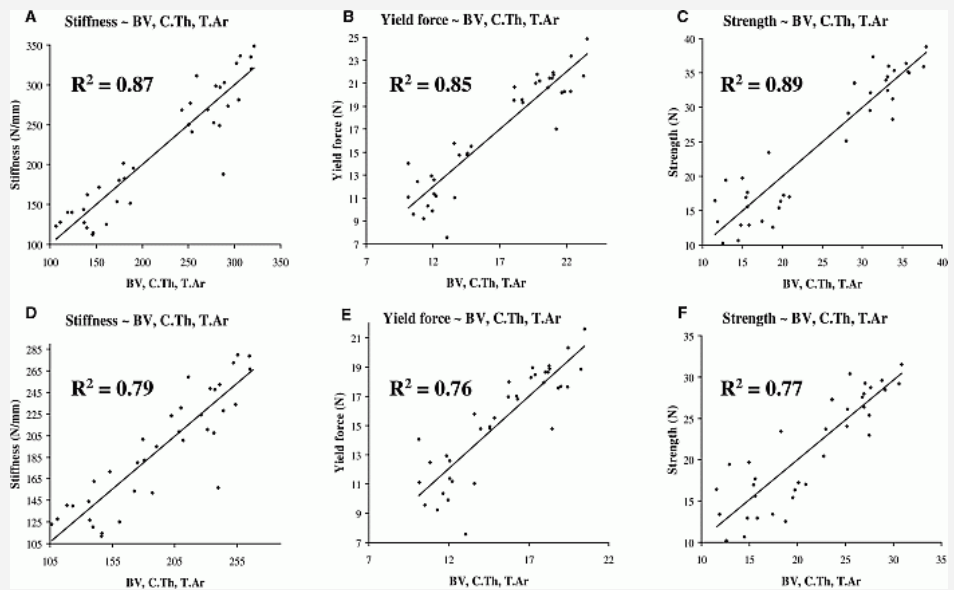 A
Stiffness ~ BV, C.Th, T.Ar
R² = 0.87
Stiffness (N/mm)
350
300
250
200
150
100
100 150 200 250 300 350
BV, C.Th, T.Ar
B
Yield force ~ BV, C.Th, T.Ar
R² = 0.85
Yield force (N)
25
23
21
19
17
15
13
11
9
7
7 12 17 22
BV, C.Th, T.Ar
C
Strength ~ BV, C.Th, T.Ar
R² = 0.89
Strength (N)
40
35
30
25
20
15
10
10 15 20 25 30 35 40
BV, C.Th, T.Ar
D
Stiffness ~ BV, C.Th, T.Ar
R² = 0.79
Stiffness (N/mm)
285
265
245
225
205
185
165
145
125
105
105 155 205 255
BV, C.Th, T.Ar
E
Yield force ~ BV, C.Th, T.Ar
R² = 0.76
Yield force (N)
21
19
17
15
13
11
9
7
7 12 17 22
BV, C.Th, T.Ar
F
Strength ~ BV, C.Th, T.Ar
R² = 0.77
Strength (N)
35
30
25
20
15
10
10 15 20 25 30 35
BV, C.Th, T.Ar